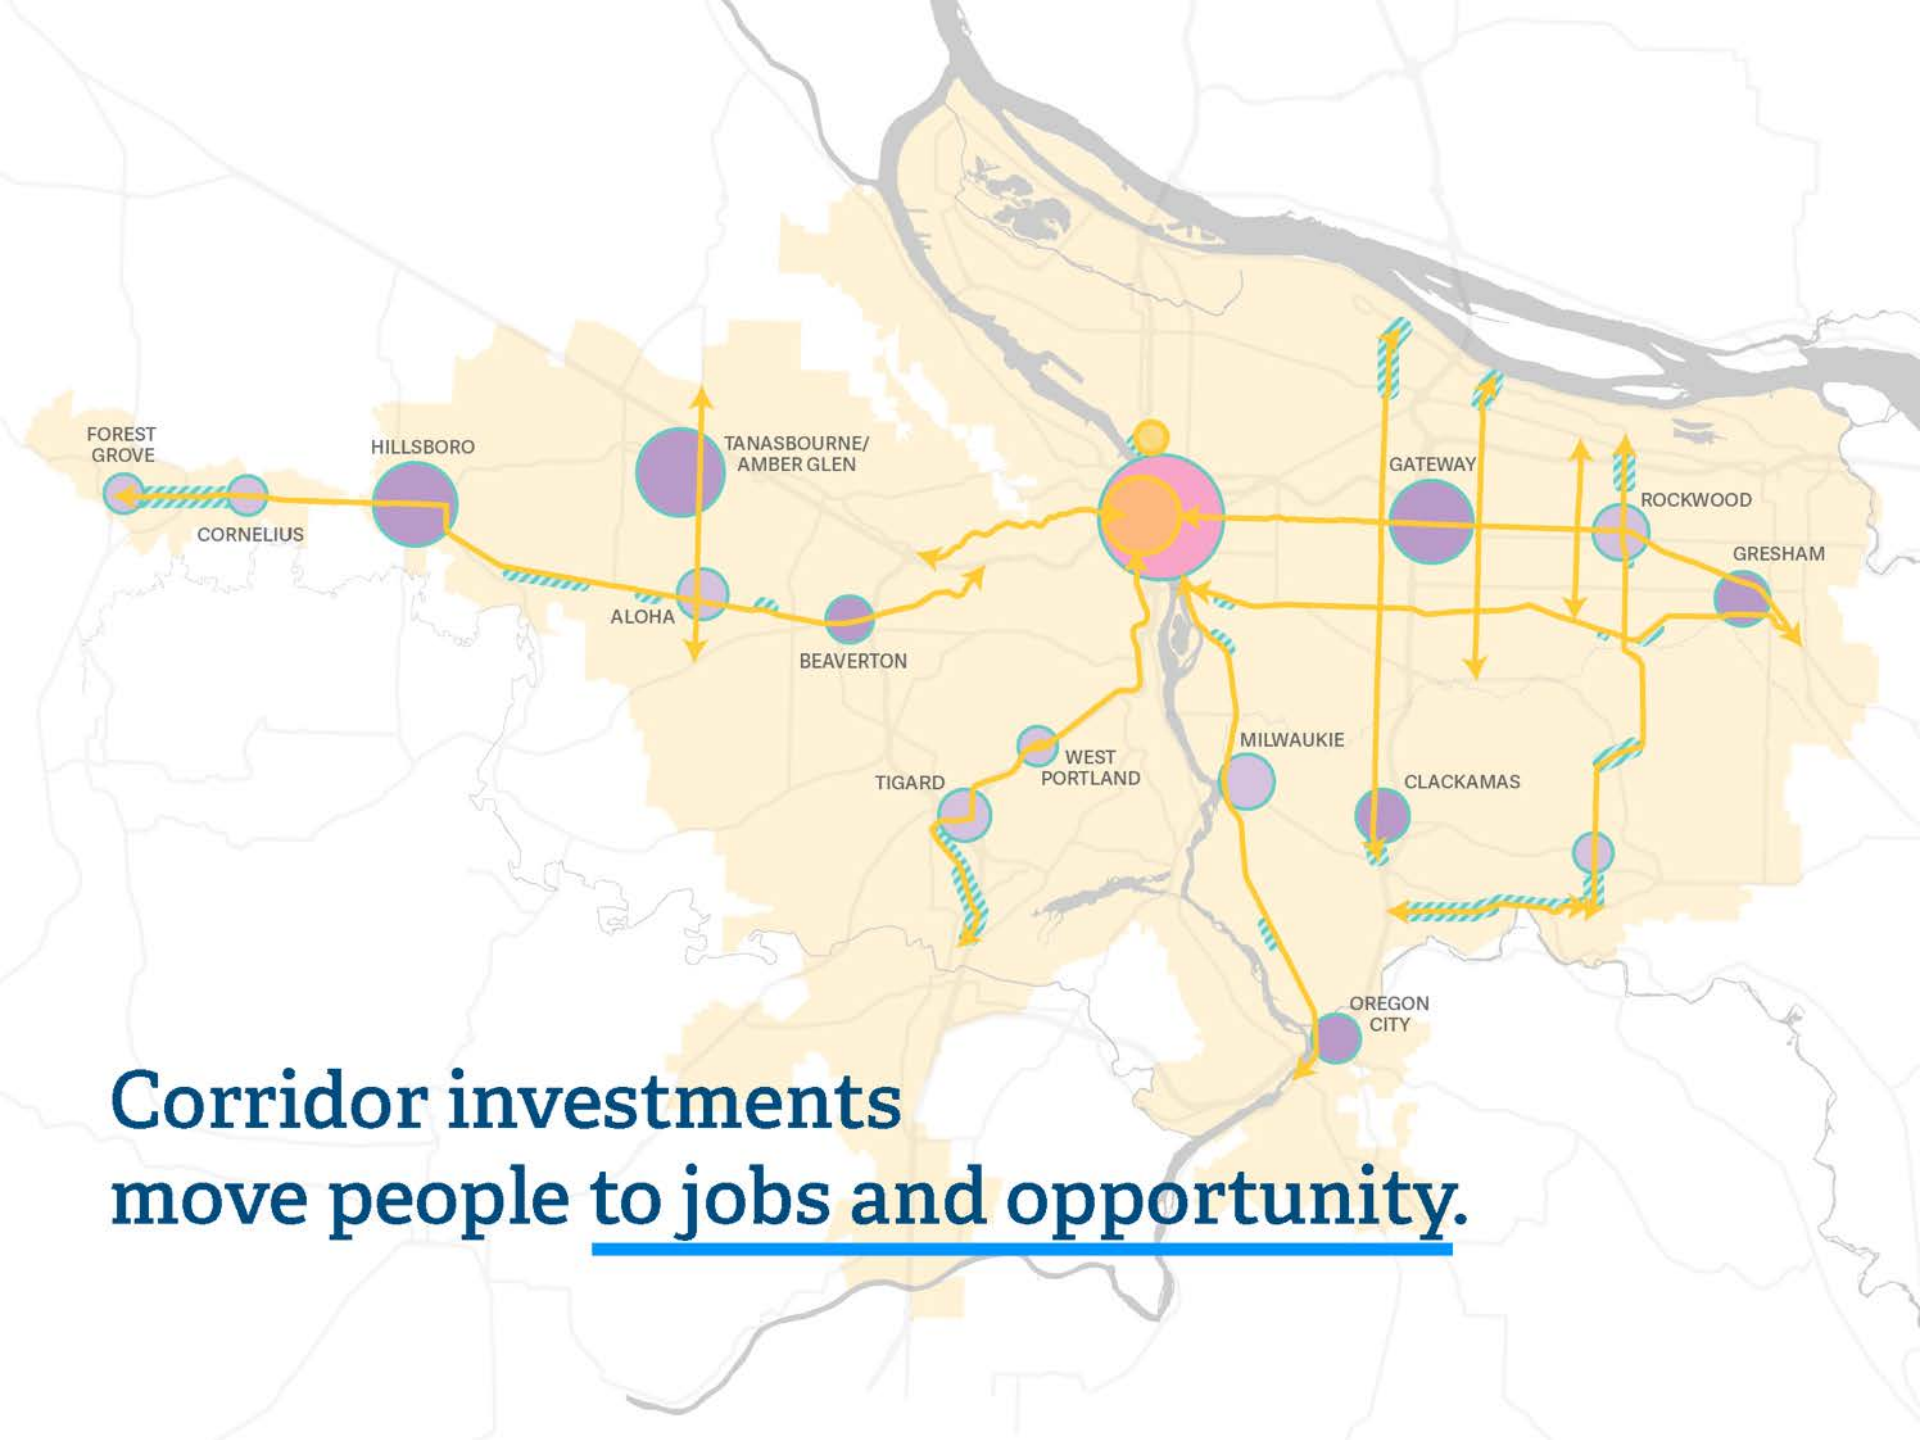 FOREST
GROVE
HILLSBORO
CORNELIUS
TANASBOURNE/
AMBER GLEN
ALOHA
BEAVERTON
GATEWAY
ROCKWOOD
GRESHAM
WEST
PORTLAND
TIGARD
MILWAUKIE
CLACKAMAS
OREGON
CITY
Corridor investments
move people to jobs and opportunity.